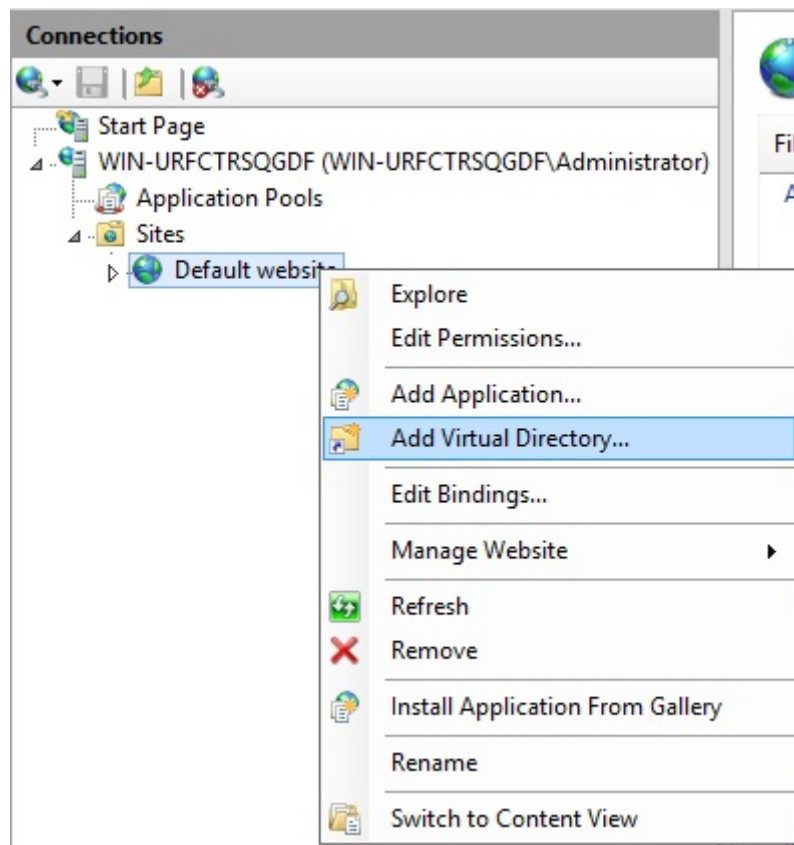 Connections
Start Page
WIN-URFCTRSQGDF (WIN-URFCTRSQGDF\Administrator)
Application Pools
Sites
Default website
Explore
Edit Permissions...
Add Application...
Add Virtual Directory...
Edit Bindings...
Manage Website
Refresh
Remove
Install Application From Gallery
Rename
Switch to Content View